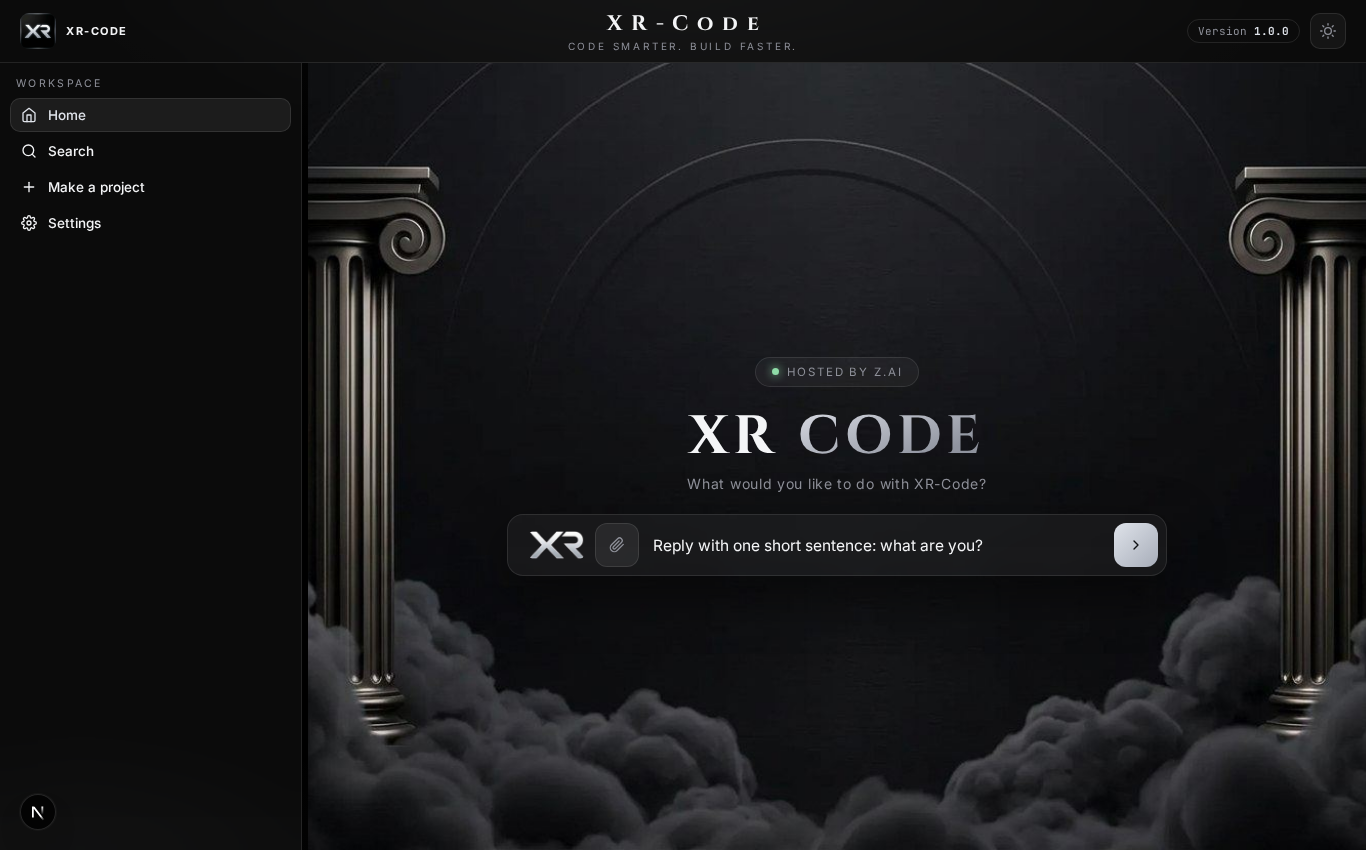 XR XR-CODE
XR-CODE
CODE SMARTER. BUILD FASTER.
Version 1.0.0
WORKSPACE
Home
Search
Make a project
Settings
HOSTED BY Z.AI
XR CODE
What would you like to do with XR-Code?
XR Reply with one short sentence: what are you?
N